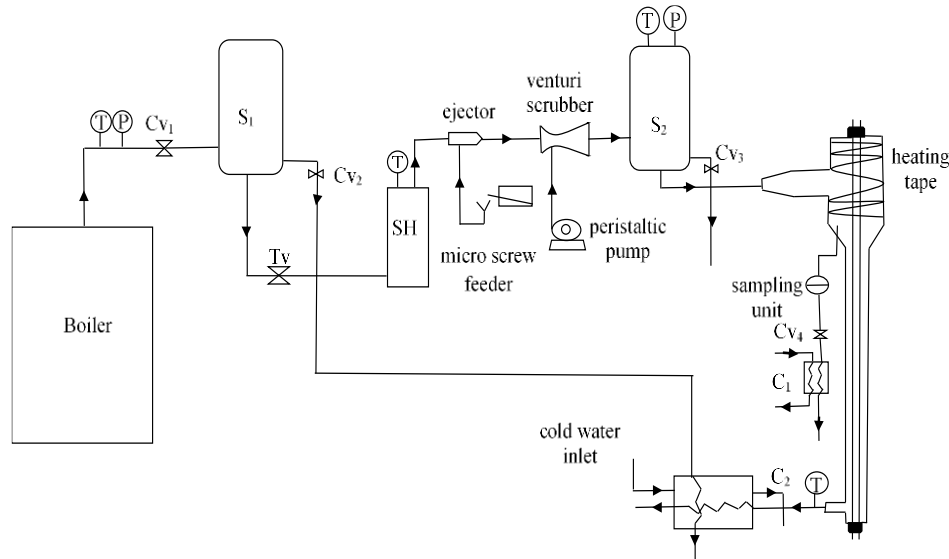 T P
Cv₁
S₁
Cv₂
Tv
T
SH
ejector
micro screw
feeder
venturi
scrubber
peristaltic
pump
T P
S₂
Cv₃
heating
tape
sampling
unit
Cv₄
C₁
Boiler
cold water
inlet
C₂
T